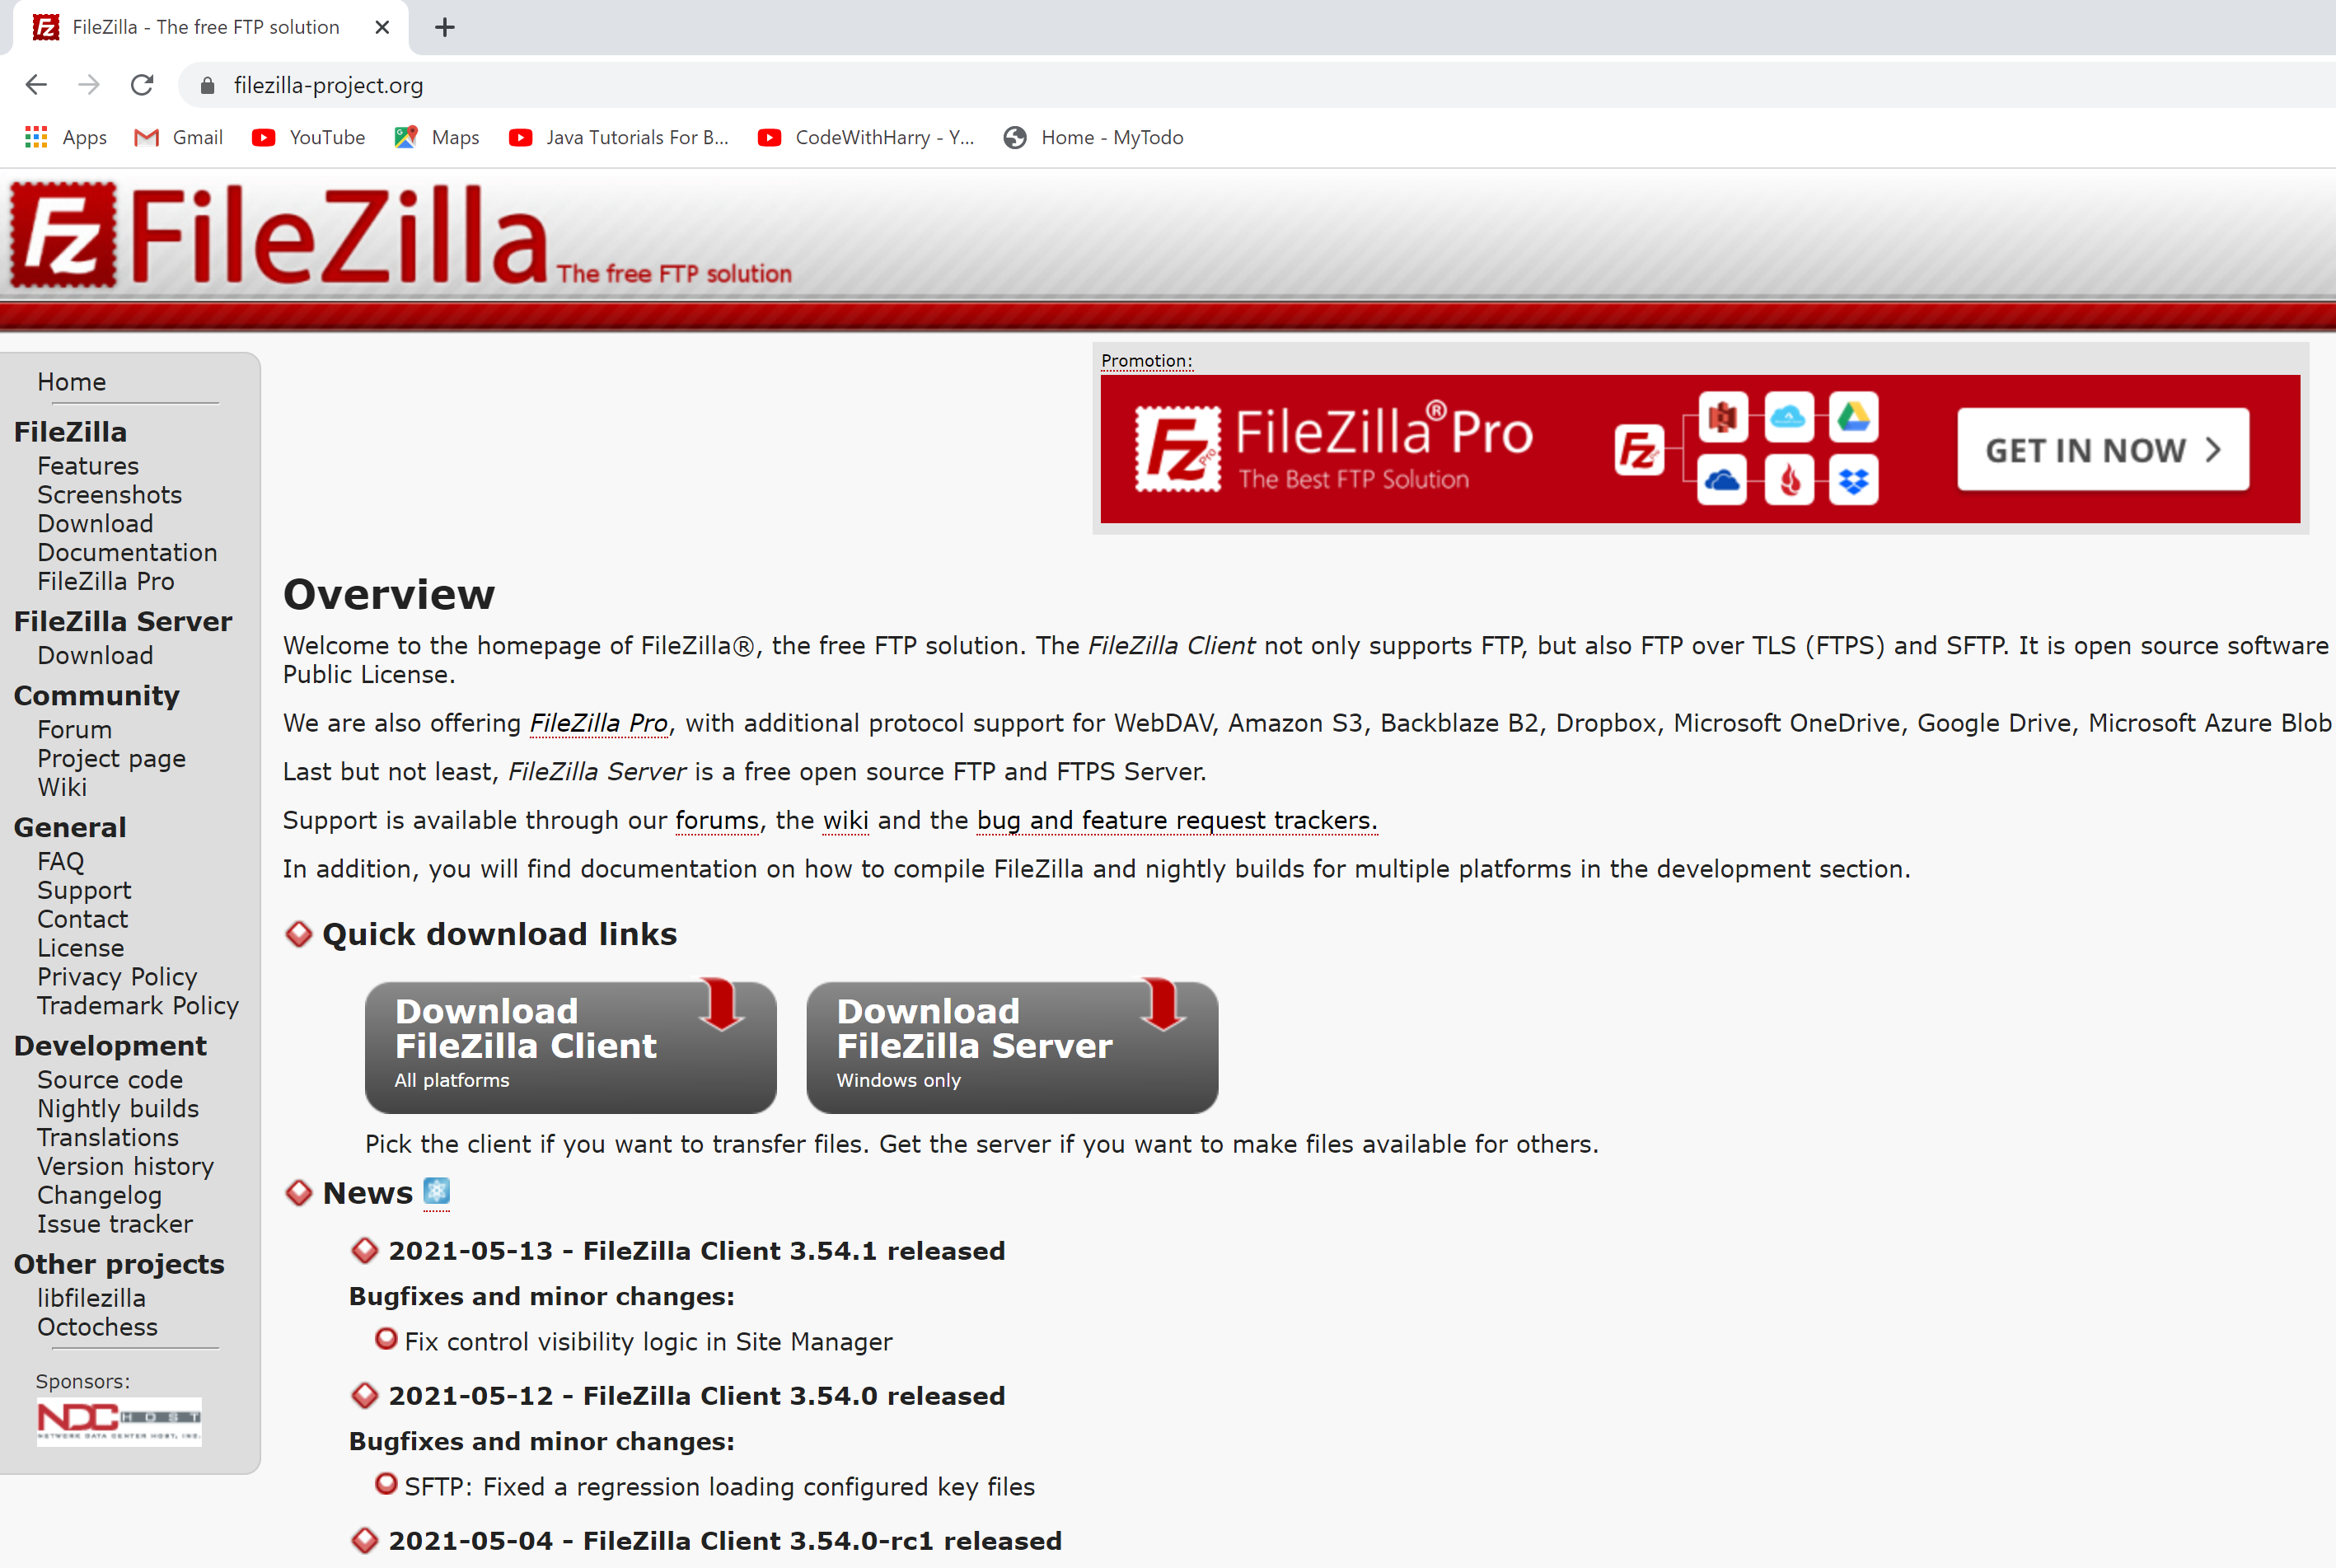 FileZilla - The free FTP solution
filezilla-project.org
Apps Gmail YouTube Maps Java Tutorials For B... CodeWithHarry - Y... Home - MyTodo
FileZilla The free FTP solution
Home
FileZilla
Features
Screenshots
Download
Documentation
FileZilla Pro
FileZilla Server
Download
Community
Forum
Project page
Wiki
General
FAQ
Support
Contact
License
Privacy Policy
Trademark Policy
Development
Source code
Nightly builds
Translations
Version history
Changelog
Issue tracker
Other projects
libfilezilla
Octochess
Sponsors:
NDC HOST
NETWORK DATA CENTER HOST, INC.
Promotion:
FileZilla® Pro
The Best FTP Solution
GET IN NOW
Overview
Welcome to the homepage of FileZilla®, the free FTP solution. The FileZilla Client not only supports FTP, but also FTP over TLS (FTPS) and SFTP. It is open source software
Public License.
We are also offering FileZilla Pro, with additional protocol support for WebDAV, Amazon S3, Backblaze B2, Dropbox, Microsoft OneDrive, Google Drive, Microsoft Azure Blob
Last but not least, FileZilla Server is a free open source FTP and FTPS Server.
Support is available through our forums, the wiki and the bug and feature request trackers.
In addition, you will find documentation on how to compile FileZilla and nightly builds for multiple platforms in the development section.
Quick download links
Download
FileZilla Client
All platforms
Download
FileZilla Server
Windows only
Pick the client if you want to transfer files. Get the server if you want to make files available for others.
News
2021-05-13 - FileZilla Client 3.54.1 released
Bugfixes and minor changes:
Fix control visibility logic in Site Manager
2021-05-12 - FileZilla Client 3.54.0 released
Bugfixes and minor changes:
SFTP: Fixed a regression loading configured key files
2021-05-04 - FileZilla Client 3.54.0-rc1 released